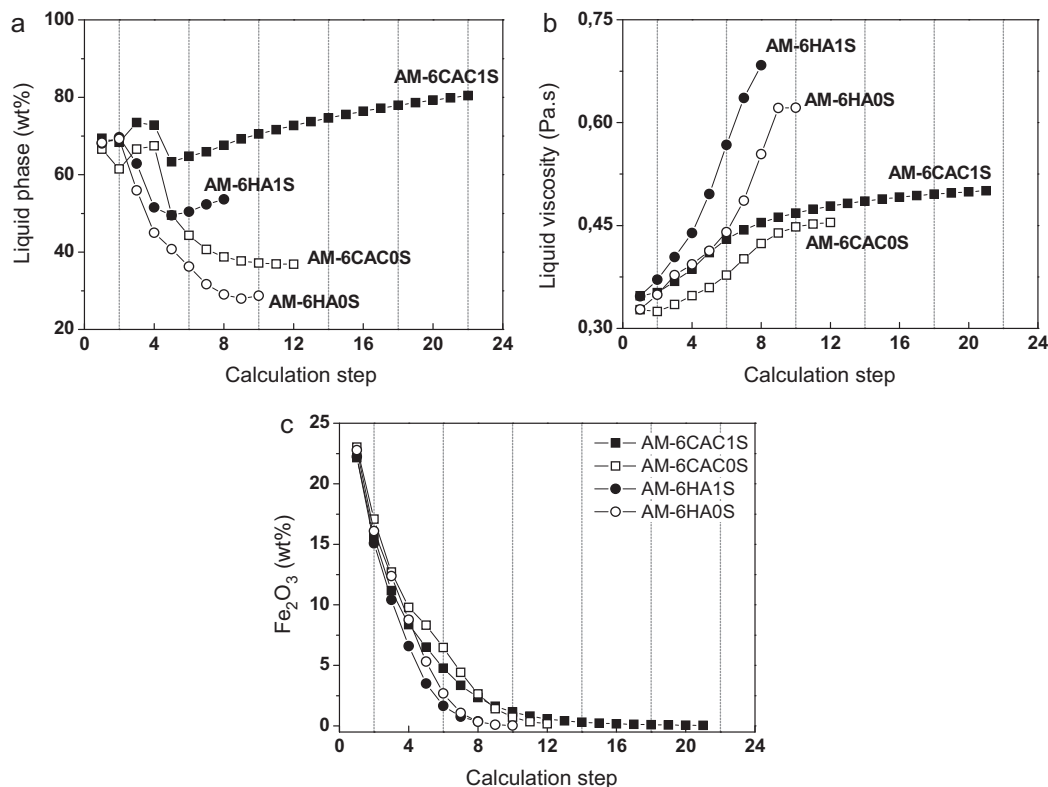 a
Liquid phase (wt%)
100
80
60
40
20
0 4 8 12 16 20 24
Calculation step
AM-6CAC1S
AM-6HA1S
AM-6CAC0S
AM-6HA0S
b
Liquid viscosity (Pa.s)
0,75
0,60
0,45
0,30
0 4 8 12 16 20 24
Calculation step
AM-6HA1S
AM-6HA0S
AM-6CAC1S
AM-6CAC0S
c
Fe₂O₃ (wt%)
25
20
15
10
5
0
0 4 8 12 16 20 24
Calculation step
AM-6CAC1S
AM-6CAC0S
AM-6HA1S
AM-6HA0S